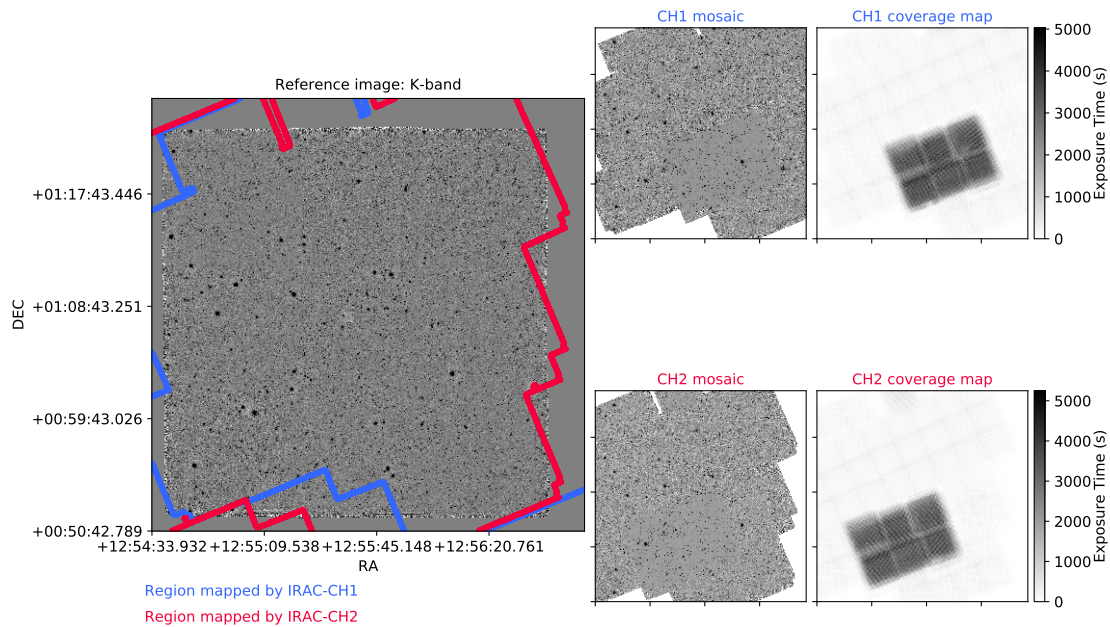 Reference image: K-band
DEC
+01:17:43.446
+01:08:43.251
+00:59:43.026
+00:50:42.789
+12:54:33.932 +12:55:09.538 +12:55:45.148 +12:56:20.761
RA
Region mapped by IRAC-CH1
Region mapped by IRAC-CH2
CH1 mosaic
CH1 coverage map
5000
4000
3000
2000
1000
0
Exposure Time (s)
CH2 mosaic
CH2 coverage map
5000
4000
3000
2000
1000
0
Exposure Time (s)